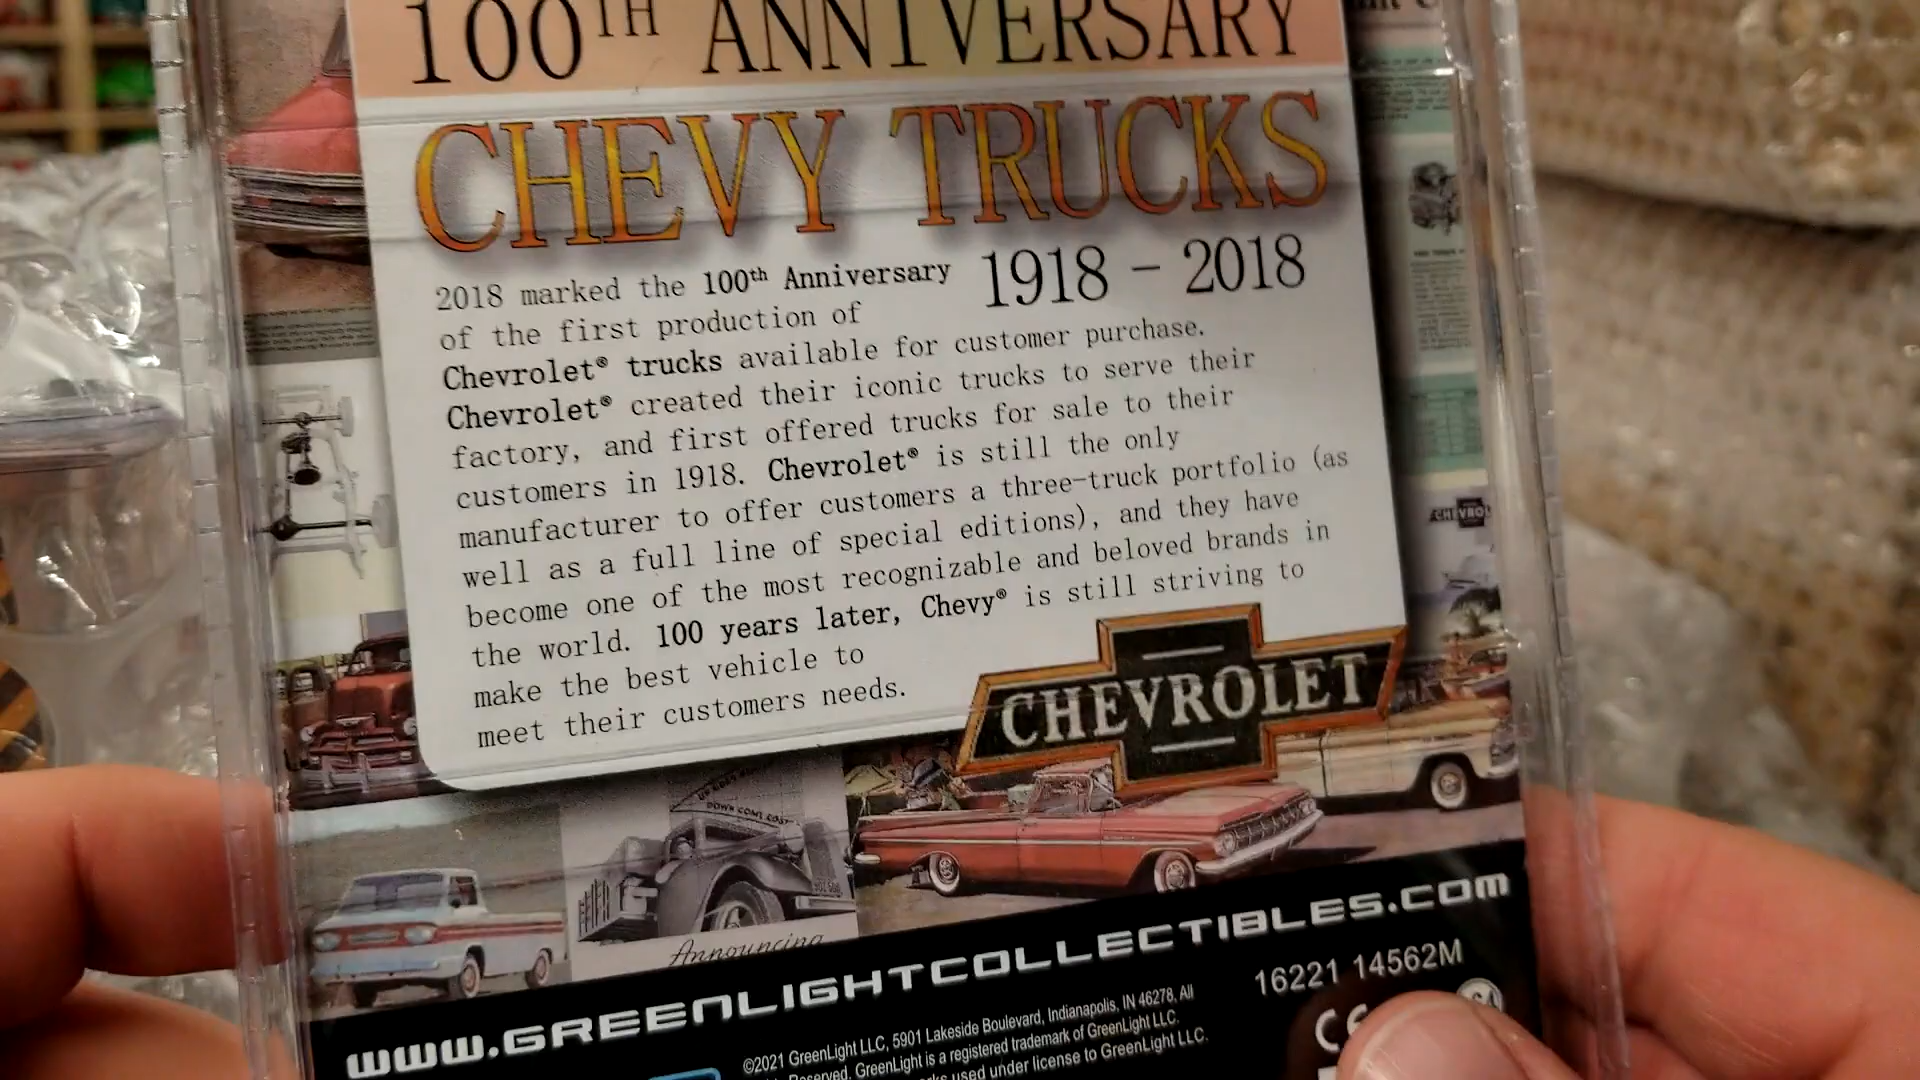 100TH ANNIVERSARY
CHEVY TRUCKS
1918 - 2018
2018 marked the 100th Anniversary
of the first production of
Chevrolet® trucks available for customer purchase.
Chevrolet® created their iconic trucks to serve their
factory, and first offered trucks for sale to their
customers in 1918. Chevrolet® is still the only
manufacturer to offer customers a three-truck portfolio (as
well as a full line of special editions), and they have
become one of the most recognizable and beloved brands in
the world. 100 years later, Chevy® is still striving to
make the best vehicle to
meet their customers needs.
CHEVROLET
DOWN COME COST
Announcing
WWW.GREENLIGHTCOLLECTIBLES.COM
16221 14562M
CE
©2021 GreenLight LLC, 5901 Lakeside Boulevard, Indianapolis, IN 46278, All
Reserved. GreenLight is a registered trademark of GreenLight LLC.
used under license to GreenLight LLC.